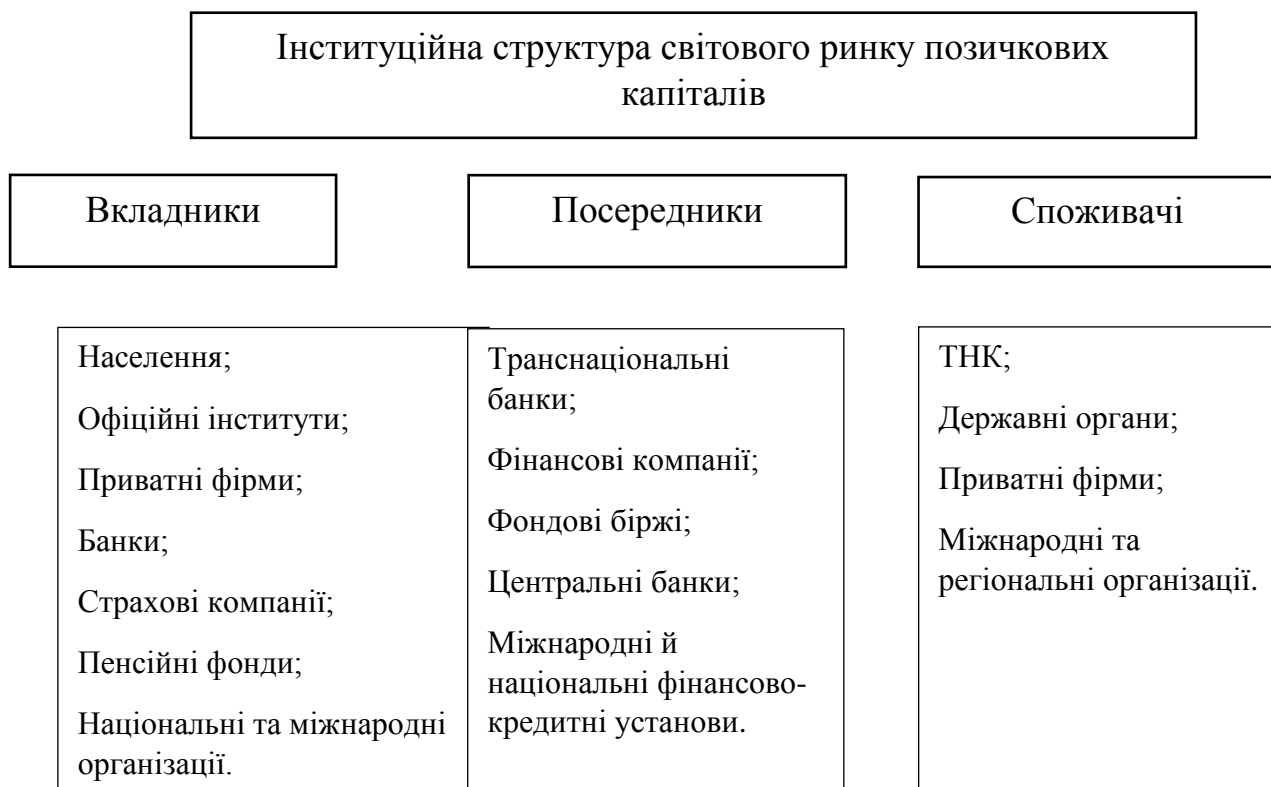 Інституційна структура світового ринку позичкових
капіталів
Вкладники
Посередники
Споживачі
Населення;
Офіційні інститути;
Приватні фірми;
Банки;
Страхові компанії;
Пенсійні фонди;
Національні та міжнародні
організації.
Транснаціональні
банки;
Фінансові компанії;
Фондові біржі;
Центральні банки;
Міжнародні й
національні фінансово-
кредитні установи.
ТНК;
Державні органи;
Приватні фірми;
Міжнародні та
регіональні організації.